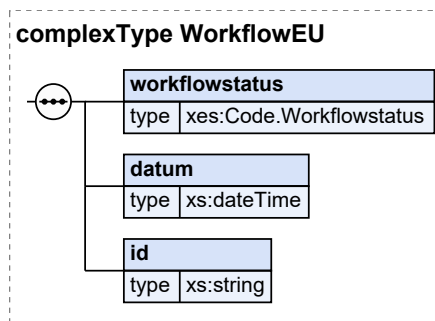 complexType WorkflowEU
workflowstatus
type xes:Code.Workflowstatus
datum
type xs:dateTime
id
type xs:string